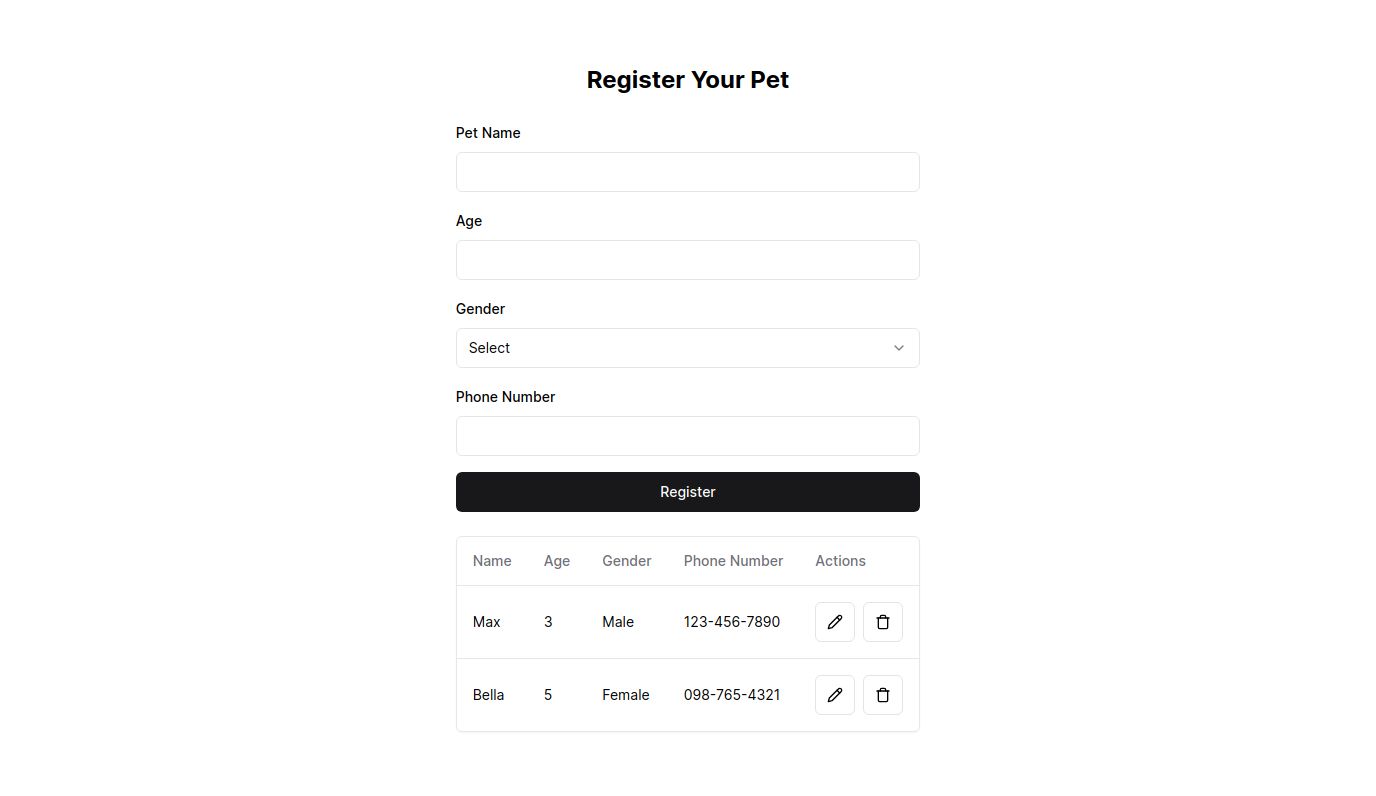 Register Your Pet
Pet Name
Age
Gender
Select
Phone Number
Register
Name Age Gender Phone Number Actions
Max 3 Male 123-456-7890
Bella 5 Female 098-765-4321